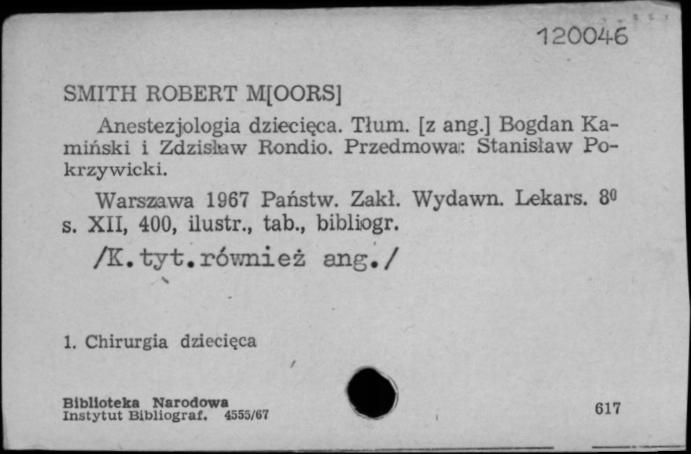 120046
SMITH ROBERT M[OORS]
Anestezjologia dziecięca. Tłum. [z ang.] Bogdan Ka-
miński i Zdzisław Rondio. Przedmowa: Stanisław Po-
krzywicki.
Warszawa 1967 Państw. Zakł. Wydawn. Lekars. 8⁰
s. XII, 400, ilustr., tab., bibliogr.
/K.tyt.również ang./
1. Chirurgia dziecięca
Biblioteka Narodowa
Instytut Bibliograf. 4555/67
617